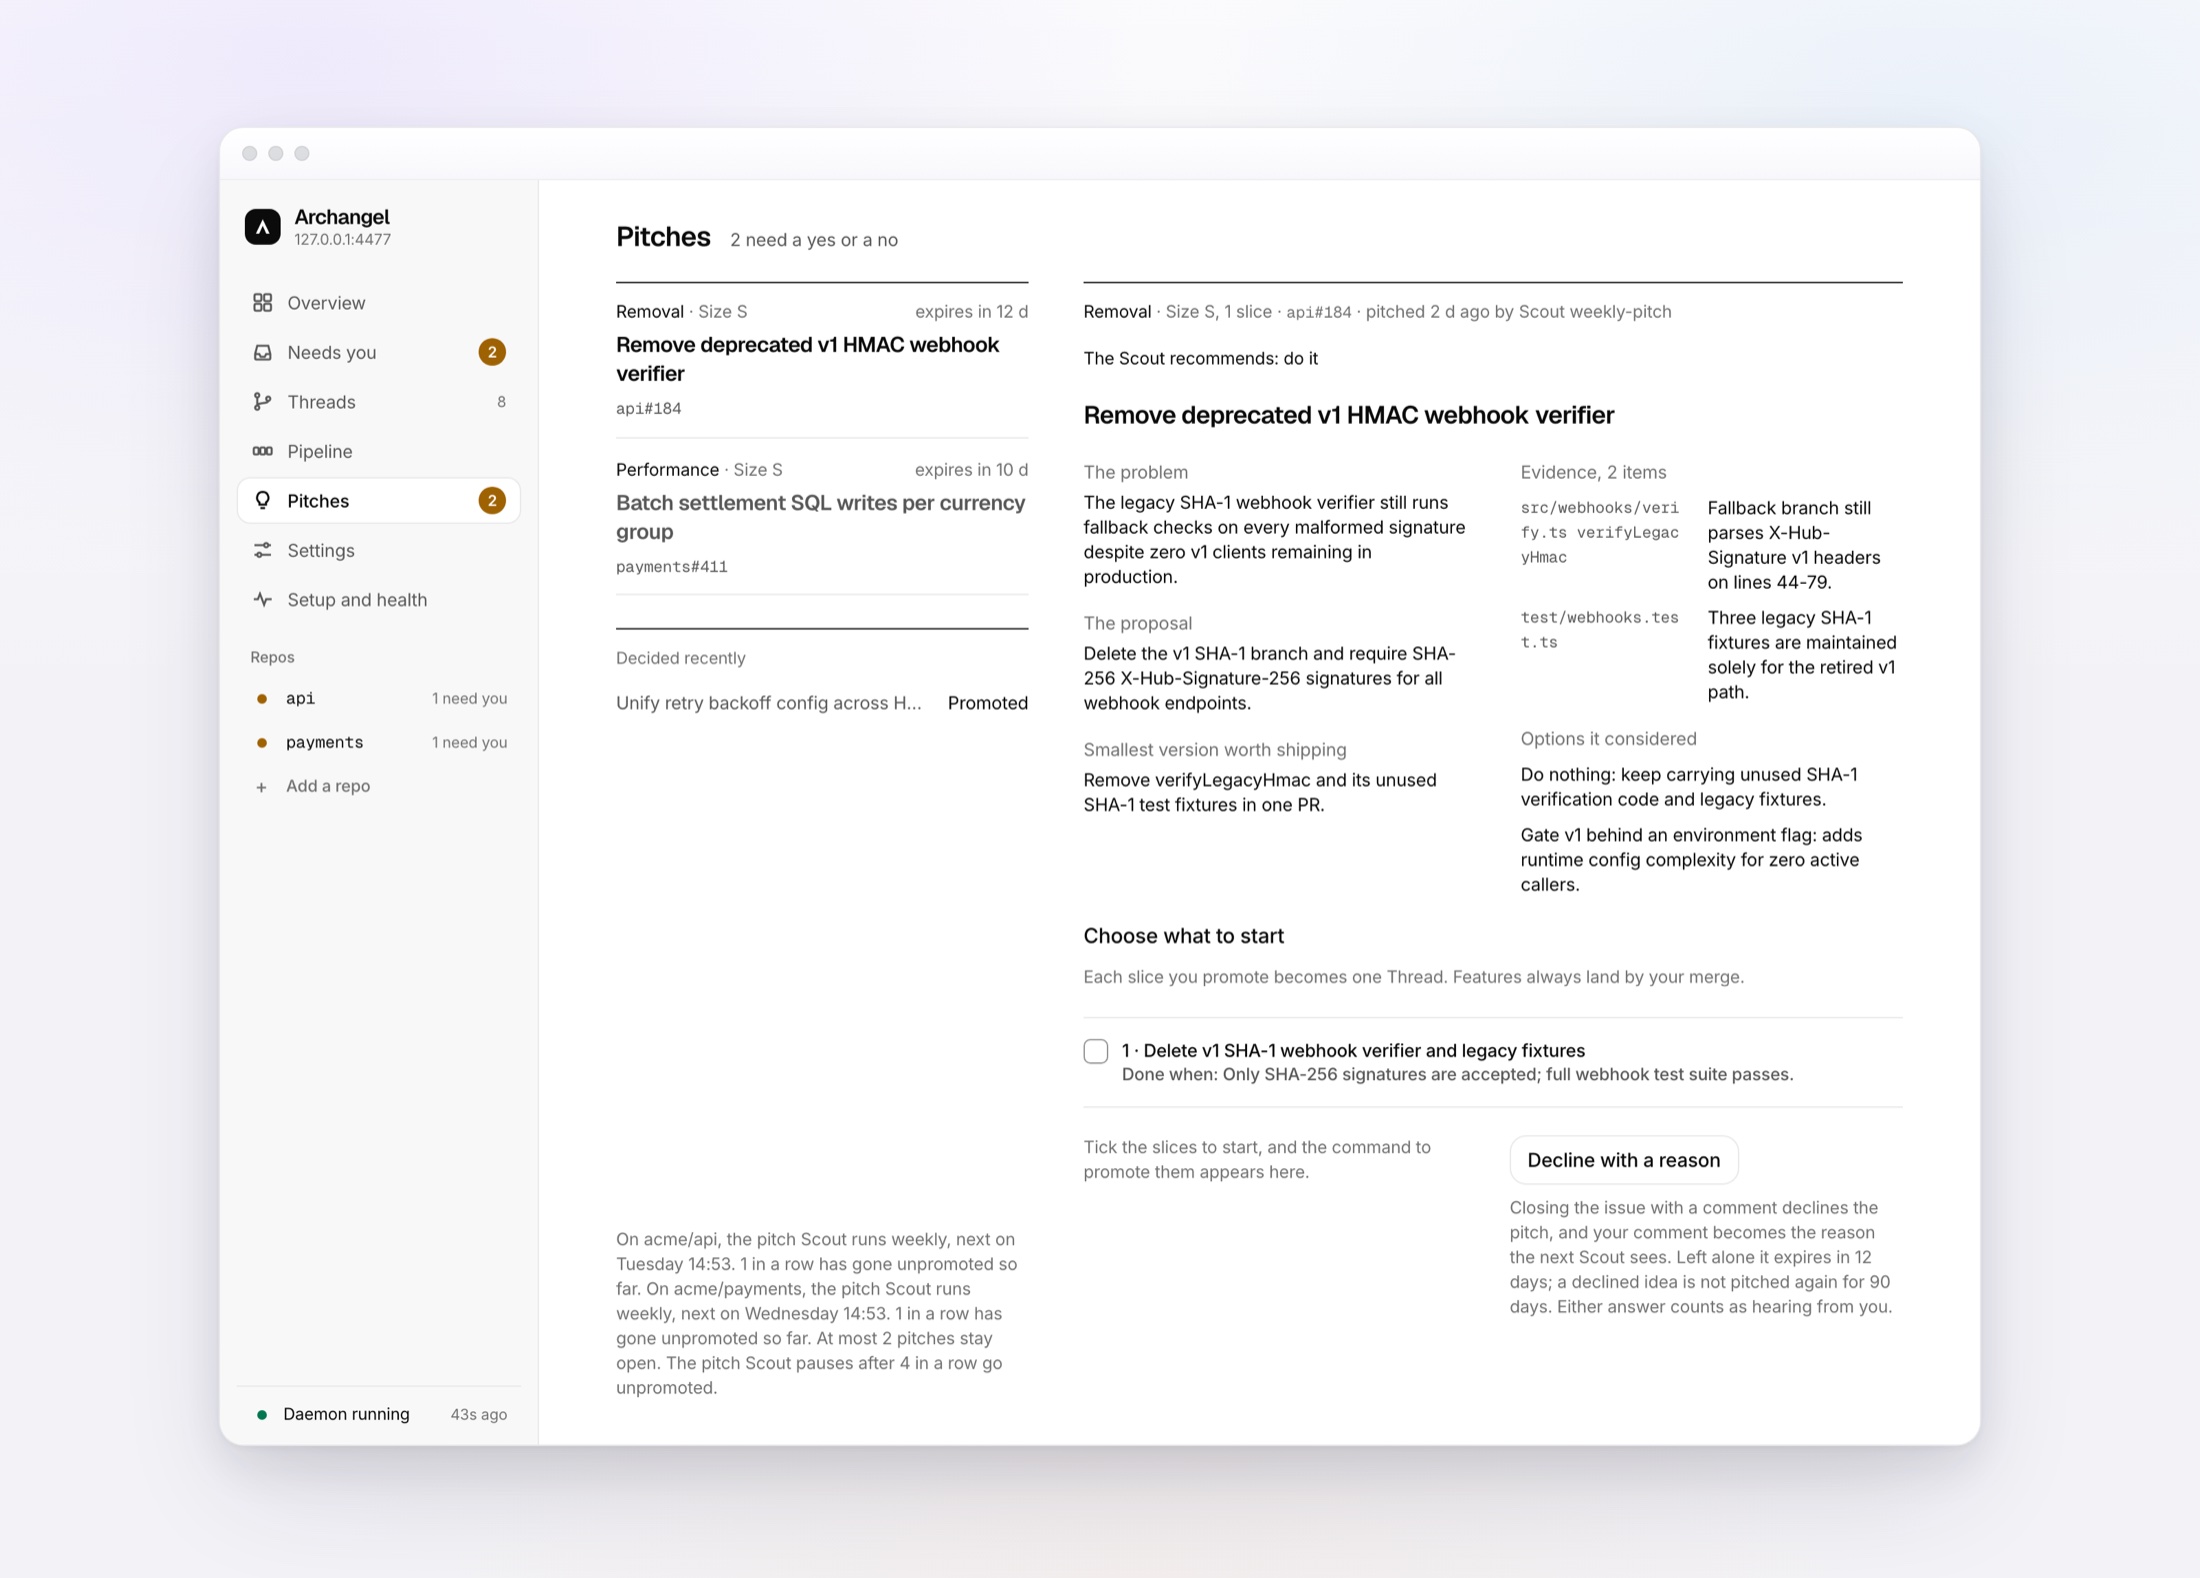 Archangel
127.0.0.1:4477
Overview
Needs you 2
Threads 8
Pipeline
Pitches 2
Settings
Setup and health
Repos
api 1 need you
payments 1 need you
+ Add a repo
Daemon running 43s ago
Pitches 2 need a yes or a no
Removal · Size S expires in 12 d
Remove deprecated v1 HMAC webhook
verifier
api#184
Performance · Size S expires in 10 d
Batch settlement SQL writes per currency
group
payments#411
Decided recently
Unify retry backoff config across H... Promoted
On acme/api, the pitch Scout runs weekly, next on
Tuesday 14:53. 1 in a row has gone unpromoted so
far. On acme/payments, the pitch Scout runs
weekly, next on Wednesday 14:53. 1 in a row has
gone unpromoted so far. At most 2 pitches stay
open. The pitch Scout pauses after 4 in a row go
unpromoted.
Removal · Size S, 1 slice · api#184 · pitched 2 d ago by Scout weekly-pitch
The Scout recommends: do it
Remove deprecated v1 HMAC webhook verifier
The problem
The legacy SHA-1 webhook verifier still runs
fallback checks on every malformed signature
despite zero v1 clients remaining in
production.
The proposal
Delete the v1 SHA-1 branch and require SHA-
256 X-Hub-Signature-256 signatures for all
webhook endpoints.
Smallest version worth shipping
Remove verifyLegacyHmac and its unused
SHA-1 test fixtures in one PR.
Evidence, 2 items
src/webhooks/veri
fy.ts verifyLegac
yHmac
Fallback branch still
parses X-Hub-
Signature v1 headers
on lines 44-79.
test/webhooks.tes
t.ts
Three legacy SHA-1
fixtures are maintained
solely for the retired v1
path.
Options it considered
Do nothing: keep carrying unused SHA-1
verification code and legacy fixtures.
Gate v1 behind an environment flag: adds
runtime config complexity for zero active
callers.
Choose what to start
Each slice you promote becomes one Thread. Features always land by your merge.
1 · Delete v1 SHA-1 webhook verifier and legacy fixtures
Done when: Only SHA-256 signatures are accepted; full webhook test suite passes.
Tick the slices to start, and the command to
promote them appears here.
Decline with a reason
Closing the issue with a comment declines the
pitch, and your comment becomes the reason
the next Scout sees. Left alone it expires in 12
days; a declined idea is not pitched again for 90
days. Either answer counts as hearing from you.